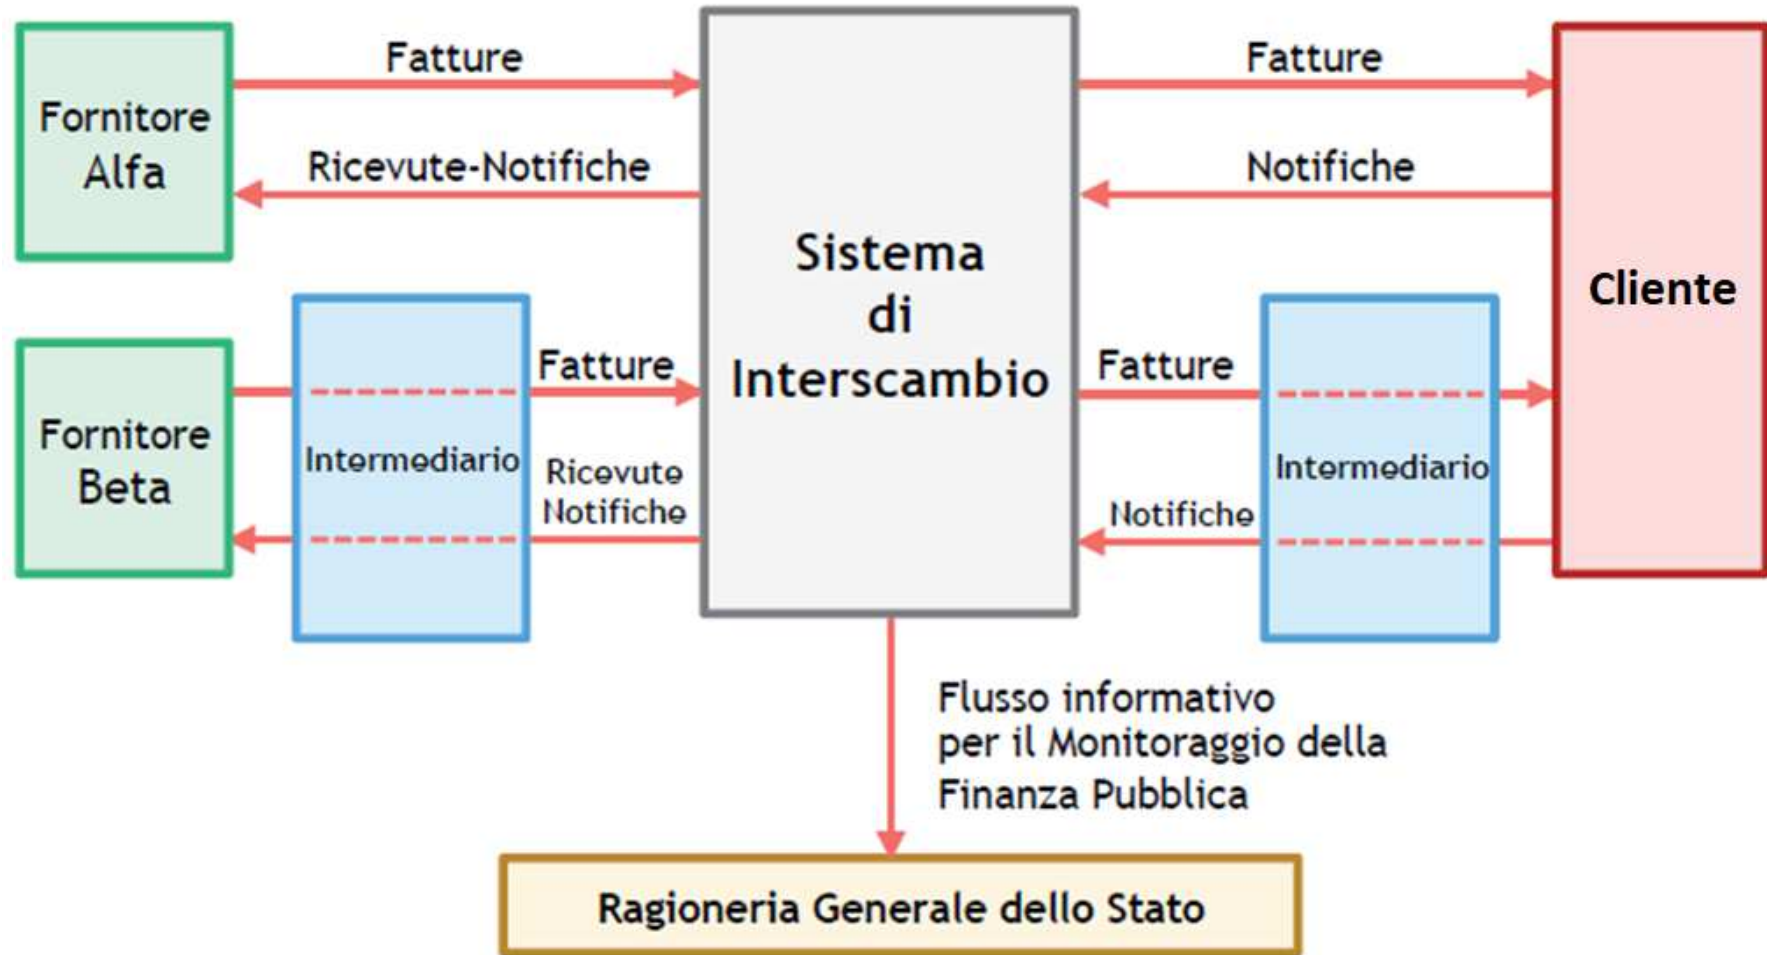 Fatture
Fatture
Fornitore
Alfa
Ricevute-Notifiche
Notifiche
Sistema
di
Interscambio
Cliente
Fornitore
Beta
Intermediario
Fatture
Ricevute
Notifiche
Fatture
Notifiche
Intermediario
Flusso informativo
per il Monitoraggio della
Finanza Pubblica
Ragioneria Generale dello Stato